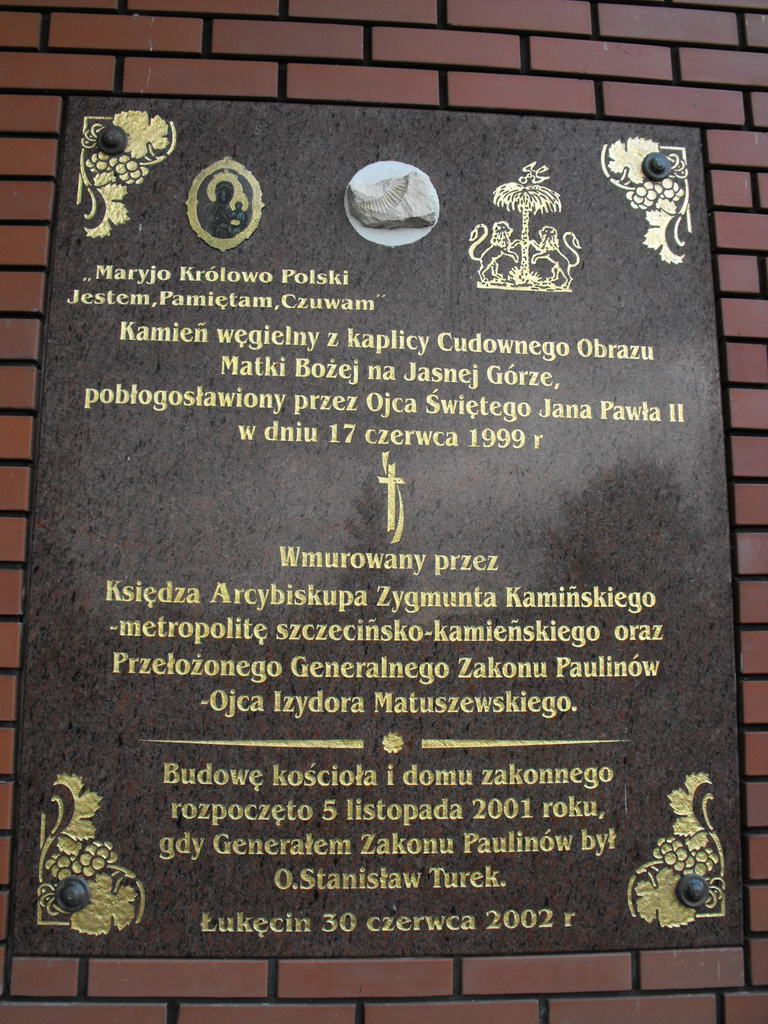 „Maryjo Królowo Polski
Jestem,Pamiętam,Czuwam"
Kamień węgielny z kaplicy Cudownego Obrazu
Matki Bożej na Jasnej Górze,
pobłogosławiony przez Ojca Świętego Jana Pawła II
w dniu 17 czerwca 1999 r
Wmurowany przez
Księdza Arcybiskupa Zygmunta Kamińskiego
-metropolitę szczecińsko-kamieńskiego oraz
Przełożonego Generalnego Zakonu Paulinów
-Ojca Izydora Matuszewskiego.
Budowę kościoła i domu zakonnego
rozpoczęto 5 listopada 2001 roku,
gdy Generałem Zakonu Paulinów był
O.Stanisław Turek.
Łukęcin 30 czerwca 2002 r